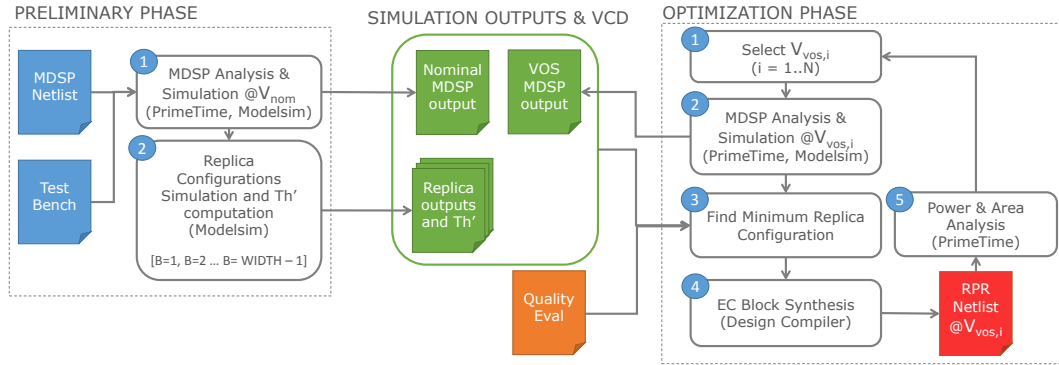 PRELIMINARY PHASE
MDSP
Netlist
Test
Bench
1
MDSP Analysis &
Simulation @Vnom
(PrimeTime, Modelsim)
2
Replica
Configurations
Simulation and Th’
computation
(Modelsim)
[B=1, B=2 ... B= WIDTH – 1]
SIMULATION OUTPUTS & VCD
Nominal
MDSP
output
VOS
MDSP
output
Replica
outputs
and Th’
Quality
Eval
OPTIMIZATION PHASE
1
Select Vvos,i
(i = 1..N)
2
MDSP Analysis &
Simulation @Vvos,i
(PrimeTime, Modelsim)
3
Find Minimum Replica
Configuration
4
EC Block Synthesis
(Design Compiler)
5
Power & Area
Analysis
(PrimeTime)
RPR
Netlist
@Vvos,i